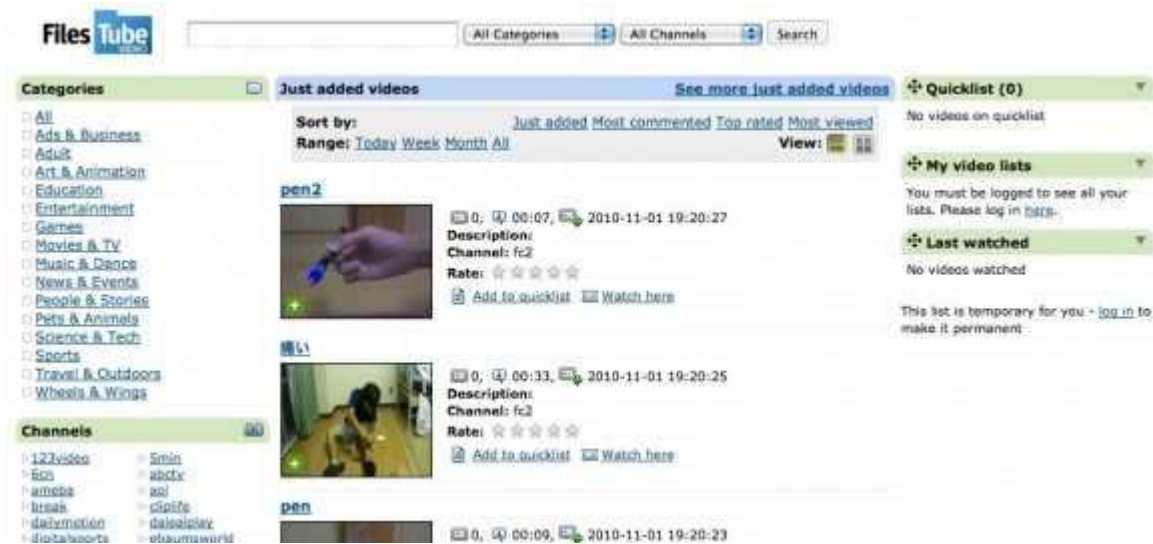 Files Tube
VIDEO
All Categories
All Channels
Search
Categories
All
Ads & Business
Adult
Art & Animation
Education
Entertainment
Games
Movies & TV
Music & Dance
News & Events
People & Stories
Pets & Animals
Science & Tech
Sports
Travel & Outdoors
Wheels & Wings
Channels
123video 5min
6cn abctv
ameba aol
break cliplife
dailymotion
digitalsports ebaumsworld
Just added videos See more just added videos
Sort by: Just added Most commented Top rated Most viewed
Range: Today Week Month All View:
pen2
0, 00:07, 2010-11-01 19:20:27
Description:
Channel: fc2
Rate:
Add to quicklist Watch here
痛い
0, 00:33, 2010-11-01 19:20:25
Description:
Channel: fc2
Rate:
Add to quicklist Watch here
pen
0, 00:09, 2010-11-01 19:20:23
Quicklist (0)
No videos on quicklist
My video lists
You must be logged to see all your
lists. Please log in here.
Last watched
No videos watched
This list is temporary for you - log in to
make it permanent